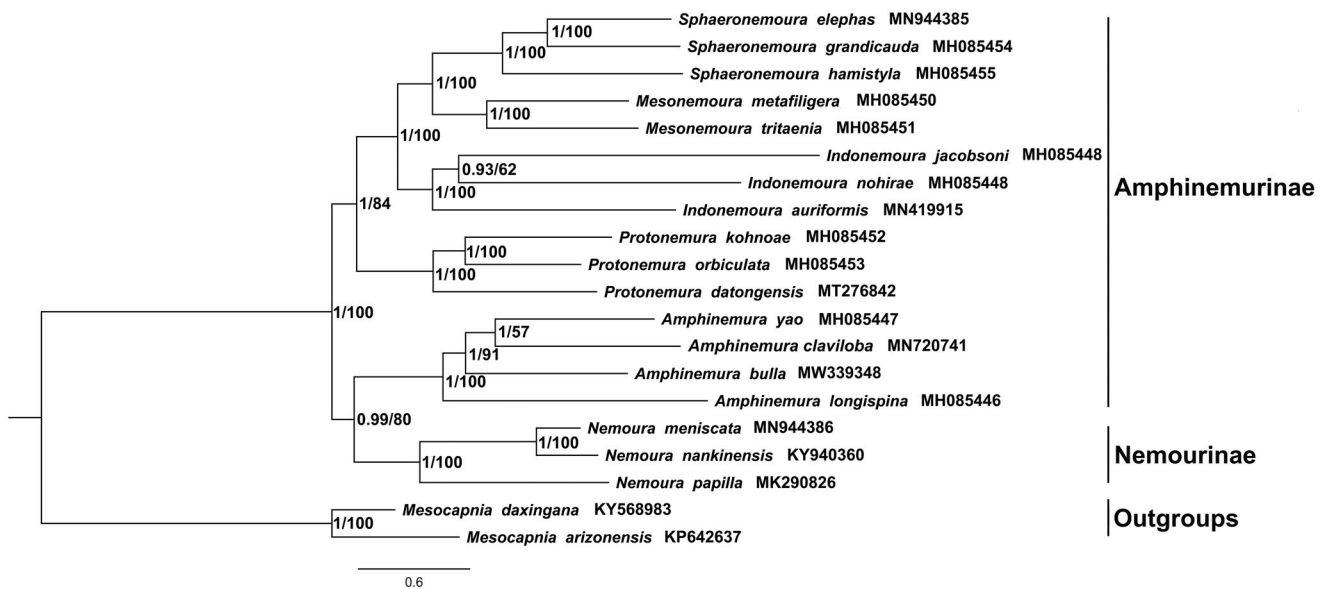 Sphaeronemoura elephas MN944385
1/100
Sphaeronemoura grandicauda MH085454
1/100
Sphaeronemoura hamistyla MH085455
1/100
Mesonemoura metafiligera MH085450
1/100
Mesonemoura tritaenia MH085451
1/100
Indonemoura jacobsoni MH085448
0.93/62
Indonemoura nohirae MH085448
1/100
Amphinemurinae
1/84
Indonemoura auriformis MN419915
Protonemura kohnoae MH085452
1/100
Protonemura orbiculata MH085453
1/100
Protonemura datongensis MT276842
1/100
Amphinemura yao MH085447
1/57
Amphinemura claviloba MN720741
1/91
Amphinemura bulla MW339348
1/100
Amphinemura longispina MH085446
0.99/80
Nemoura meniscata MN944386
1/100
Nemoura nankinensis KY940360
Nemourinae
1/100
Nemoura papilla MK290826
Mesocapnia daxingana KY568983
1/100
Outgroups
Mesocapnia arizonensis KP642637
0.6